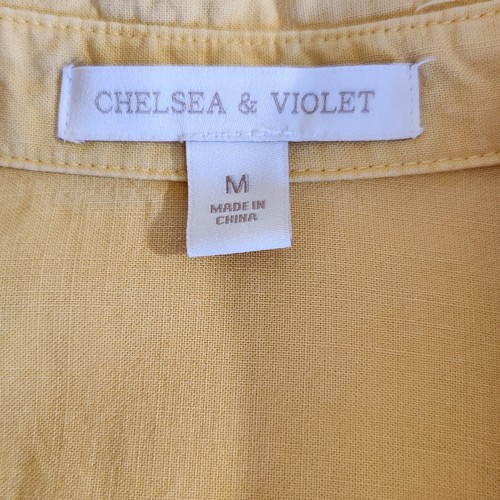 CHELSEA & VIOLET
M
MADE IN
CHINA